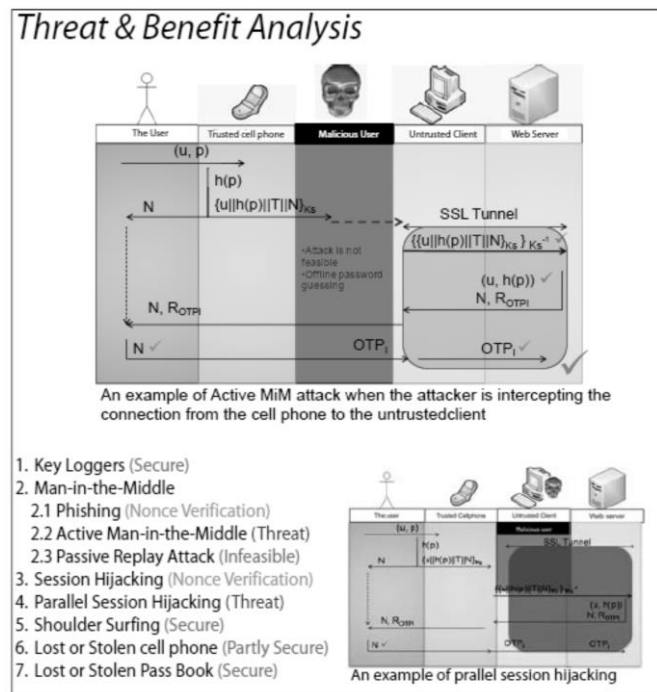 Threat & Benefit Analysis
The User
Trusted cell phone
Malicious User
Untrusted Client
Web Server
(u, p)
h(p)
N
{u||h(p)||T||N}Ks
SSL Tunnel
•Attack is not
feasible
•Offline password
guessing
{{u||h(p)||T||N}Ks } Ks⁻¹ ✓
(u, h(p)) ✓
N, ROTPI
N, ROTPI
N ✓
OTPI
OTPI ✓
An example of Active MiM attack when the attacker is intercepting the
connection from the cell phone to the untrustedclient
1. Key Loggers (Secure)
2. Man-in-the-Middle
2.1 Phishing (Nonce Verification)
2.2 Active Man-in-the-Middle (Threat)
2.3 Passive Replay Attack (Infeasible)
3. Session Hijacking (Nonce Verification)
4. Parallel Session Hijacking (Threat)
5. Shoulder Surfing (Secure)
6. Lost or Stolen cell phone (Partly Secure)
7. Lost or Stolen Pass Book (Secure)
The user
Trusted Cellphone
Untrusted Client
Malicious user
Web server
(u, p)
h(p)
SSL Tunnel
N
(u, h(p))
N, ROTPI
N, ROTPI
N ✓
OTPI
OTPI
An example of prallel session hijacking